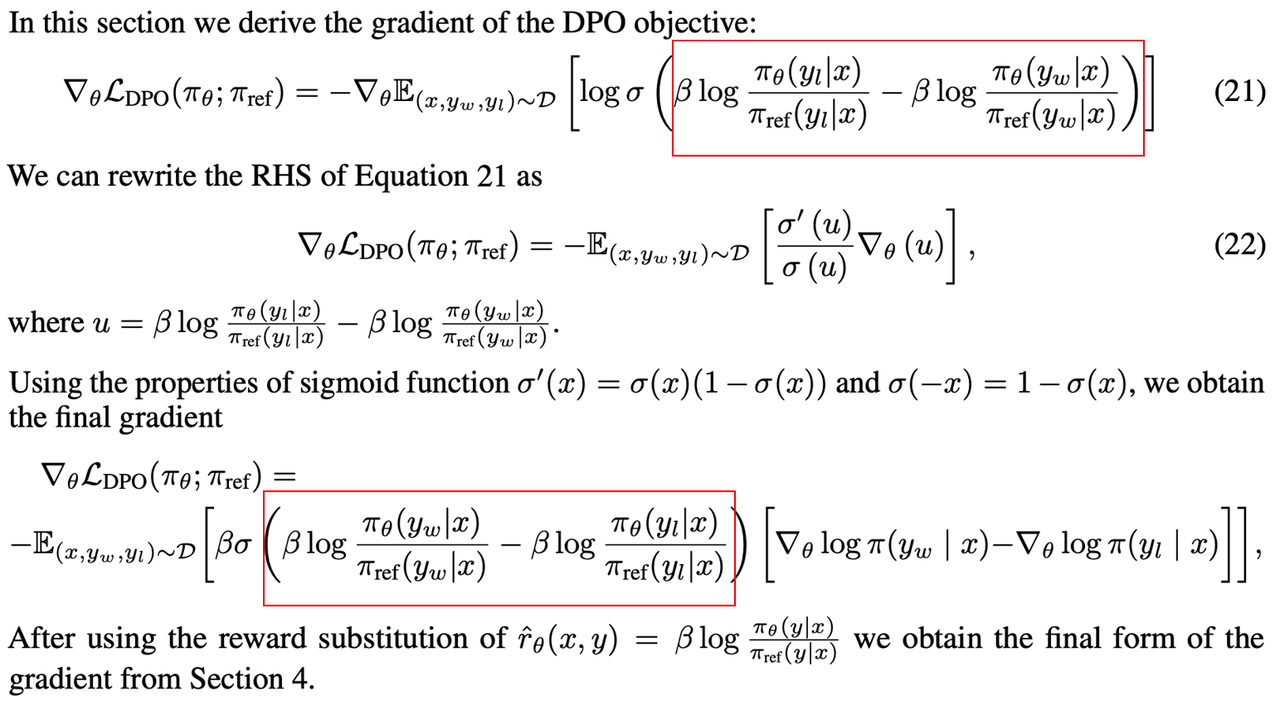 In this section we derive the gradient of the DPO objective:
∇θ𝓛DPO(πθ; πref) = −∇θ𝔼(x,yw,yl)∼𝒟 [log σ (β log πθ(yl|x)/πref(yl|x) − β log πθ(yw|x)/πref(yw|x))] (21)
We can rewrite the RHS of Equation 21 as
∇θ𝓛DPO(πθ; πref) = −𝔼(x,yw,yl)∼𝒟 [σ′(u)/σ(u) ∇θ(u)], (22)
where u = β log πθ(yl|x)/πref(yl|x) − β log πθ(yw|x)/πref(yw|x).
Using the properties of sigmoid function σ′(x) = σ(x)(1 − σ(x)) and σ(−x) = 1 − σ(x), we obtain
the final gradient
∇θ𝓛DPO(πθ; πref) =
−𝔼(x,yw,yl)∼𝒟 [βσ (β log πθ(yw|x)/πref(yw|x) − β log πθ(yl|x)/πref(yl|x)) [∇θ log π(yw | x) − ∇θ log π(yl | x)]],
After using the reward substitution of r̂θ(x, y) = β log πθ(y|x)/πref(y|x) we obtain the final form of the
gradient from Section 4.